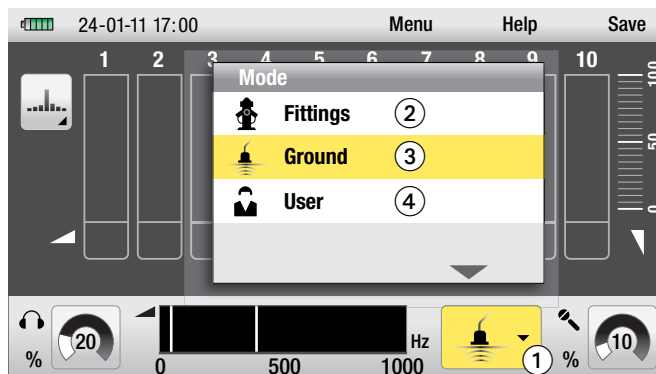 24-01-11 17:00 Menu Help Save
1 2 3 4 5 6 7 8 9 10
Mode
Fittings 2
Ground 3
User 4
100
50
0
20 % 
Hz
0 500 1000
1
% 10